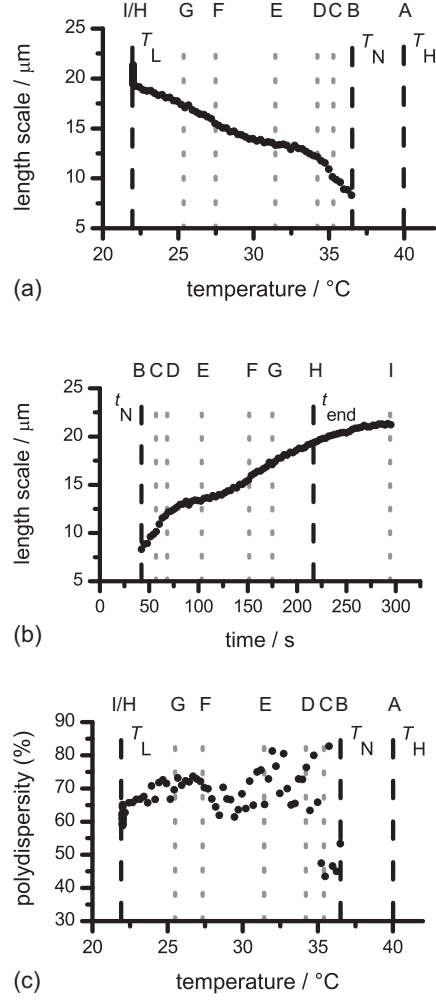 I/H G F E D C B A
T_L T_N T_H
25
20
15
10
5
length scale / μm
20 25 30 35 40
(a) temperature / °C
B C D E F G H I
t_N t_end
25
20
15
10
5
length scale / μm
0 50 100 150 200 250 300
(b) time / s
I/H G F E D C B A
T_L T_N T_H
90
80
70
60
50
40
30
polydispersity (%)
20 25 30 35 40
(c) temperature / °C